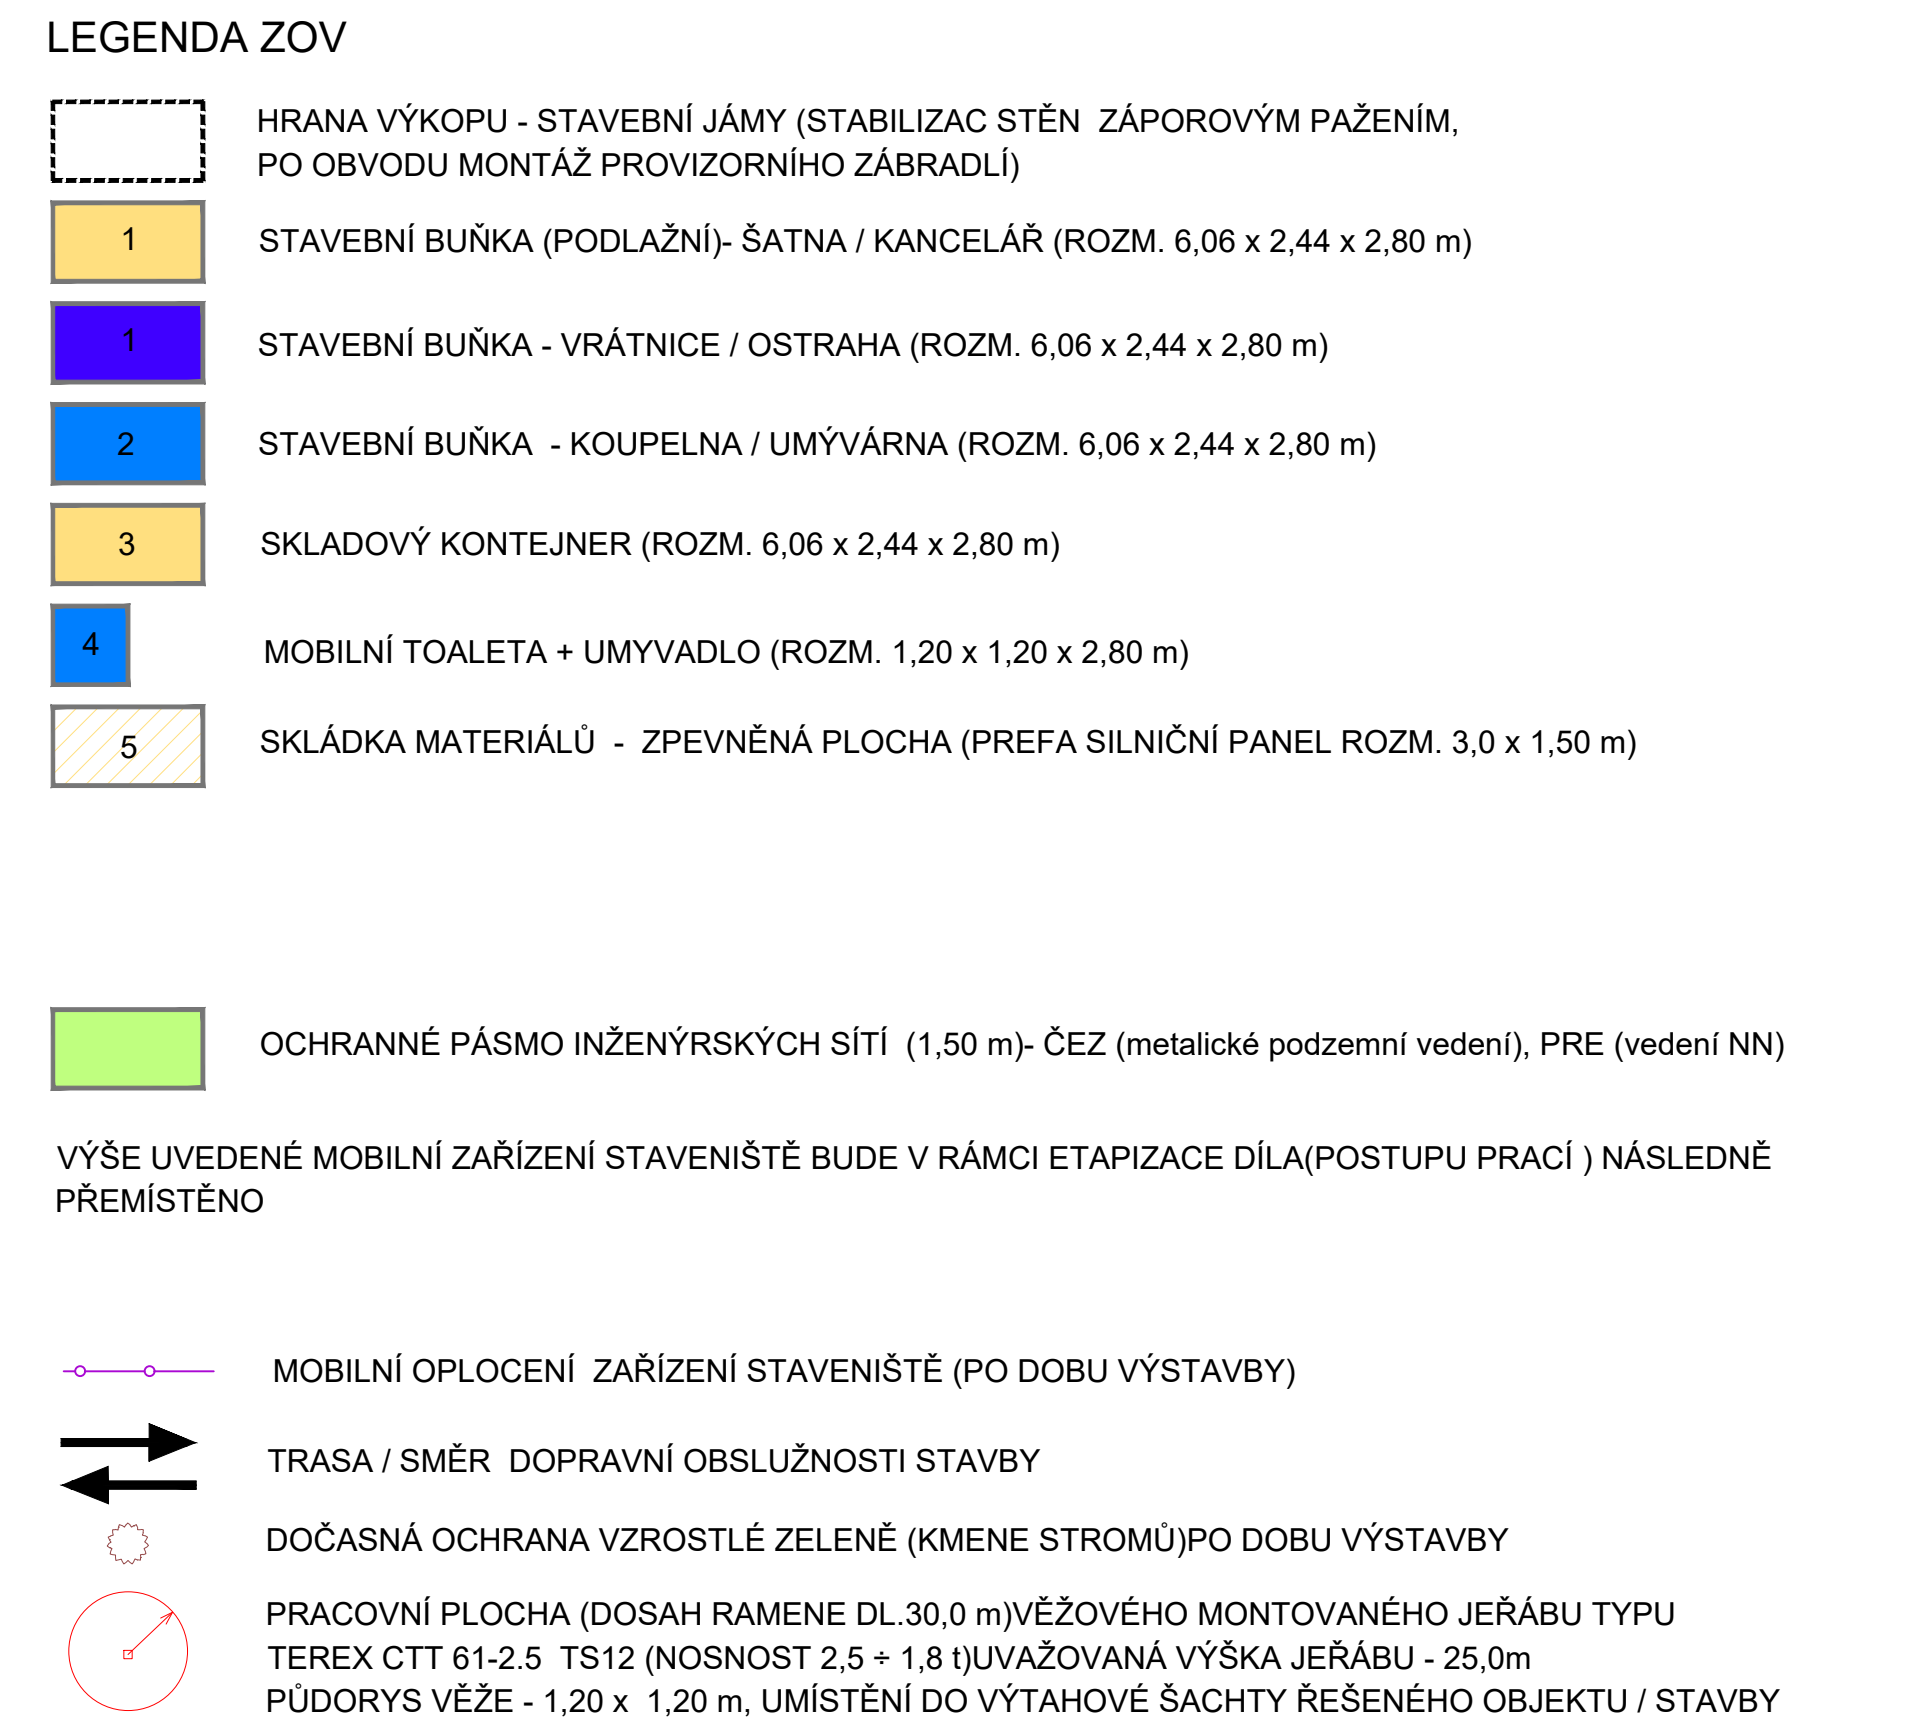 LEGENDA ZOV
HRANA VÝKOPU - STAVEBNÍ JÁMY (STABILIZAC STĚN ZÁPOROVÝM PAŽENÍM,
PO OBVODU MONTÁŽ PROVIZORNÍHO ZÁBRADLÍ)
1 STAVEBNÍ BUŇKA (PODLAŽNÍ)- ŠATNA / KANCELÁŘ (ROZM. 6,06 x 2,44 x 2,80 m)
1 STAVEBNÍ BUŇKA - VRÁTNICE / OSTRAHA (ROZM. 6,06 x 2,44 x 2,80 m)
2 STAVEBNÍ BUŇKA - KOUPELNA / UMÝVÁRNA (ROZM. 6,06 x 2,44 x 2,80 m)
3 SKLADOVÝ KONTEJNER (ROZM. 6,06 x 2,44 x 2,80 m)
4 MOBILNÍ TOALETA + UMYVADLO (ROZM. 1,20 x 1,20 x 2,80 m)
5 SKLÁDKA MATERIÁLŮ - ZPEVNĚNÁ PLOCHA (PREFA SILNIČNÍ PANEL ROZM. 3,0 x 1,50 m)
OCHRANNÉ PÁSMO INŽENÝRSKÝCH SÍTÍ (1,50 m)- ČEZ (metalické podzemní vedení), PRE (vedení NN)
VÝŠE UVEDENÉ MOBILNÍ ZAŘÍZENÍ STAVENIŠTĚ BUDE V RÁMCI ETAPIZACE DÍLA(POSTUPU PRACÍ ) NÁSLEDNĚ
PŘEMÍSTĚNO
MOBILNÍ OPLOCENÍ ZAŘÍZENÍ STAVENIŠTĚ (PO DOBU VÝSTAVBY)
TRASA / SMĚR DOPRAVNÍ OBSLUŽNOSTI STAVBY
DOČASNÁ OCHRANA VZROSTLÉ ZELENĚ (KMENE STROMŮ)PO DOBU VÝSTAVBY
PRACOVNÍ PLOCHA (DOSAH RAMENE DL.30,0 m)VĚŽOVÉHO MONTOVANÉHO JEŘÁBU TYPU
TEREX CTT 61-2.5 TS12 (NOSNOST 2,5 ÷ 1,8 t)UVAŽOVANÁ VÝŠKA JEŘÁBU - 25,0m
PŮDORYS VĚŽE - 1,20 x 1,20 m, UMÍSTĚNÍ DO VÝTAHOVÉ ŠACHTY ŘEŠENÉHO OBJEKTU / STAVBY